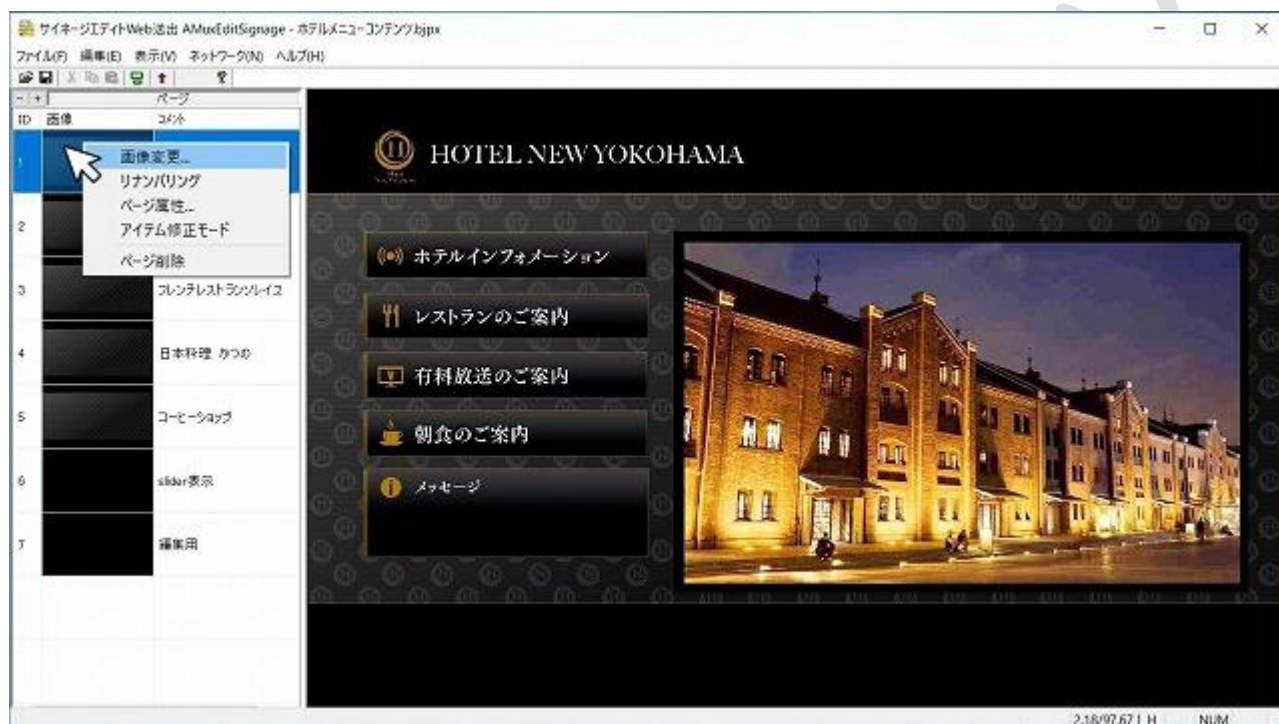 サイネージエディトWeb送出 AMuxEditSignage - ホテルメニューコンテンツ.bjpx
ファイル(F) 編集(E) 表示(V) ネットワーク(N) ヘルプ(H)
- + ページ
ID 画像 コメント
1
画像変更...
リナンバリング
ページ属性...
アイテム修正モード
ページ削除
2
3 フレンチレストランソレイユ
4 日本料理 かつめ
5 コーヒーショップ
6 slider表示
7 編集用
HOTEL NEW YOKOHAMA
ホテルインフォメーション
レストランのご案内
有料放送のご案内
朝食のご案内
メッセージ
NUM